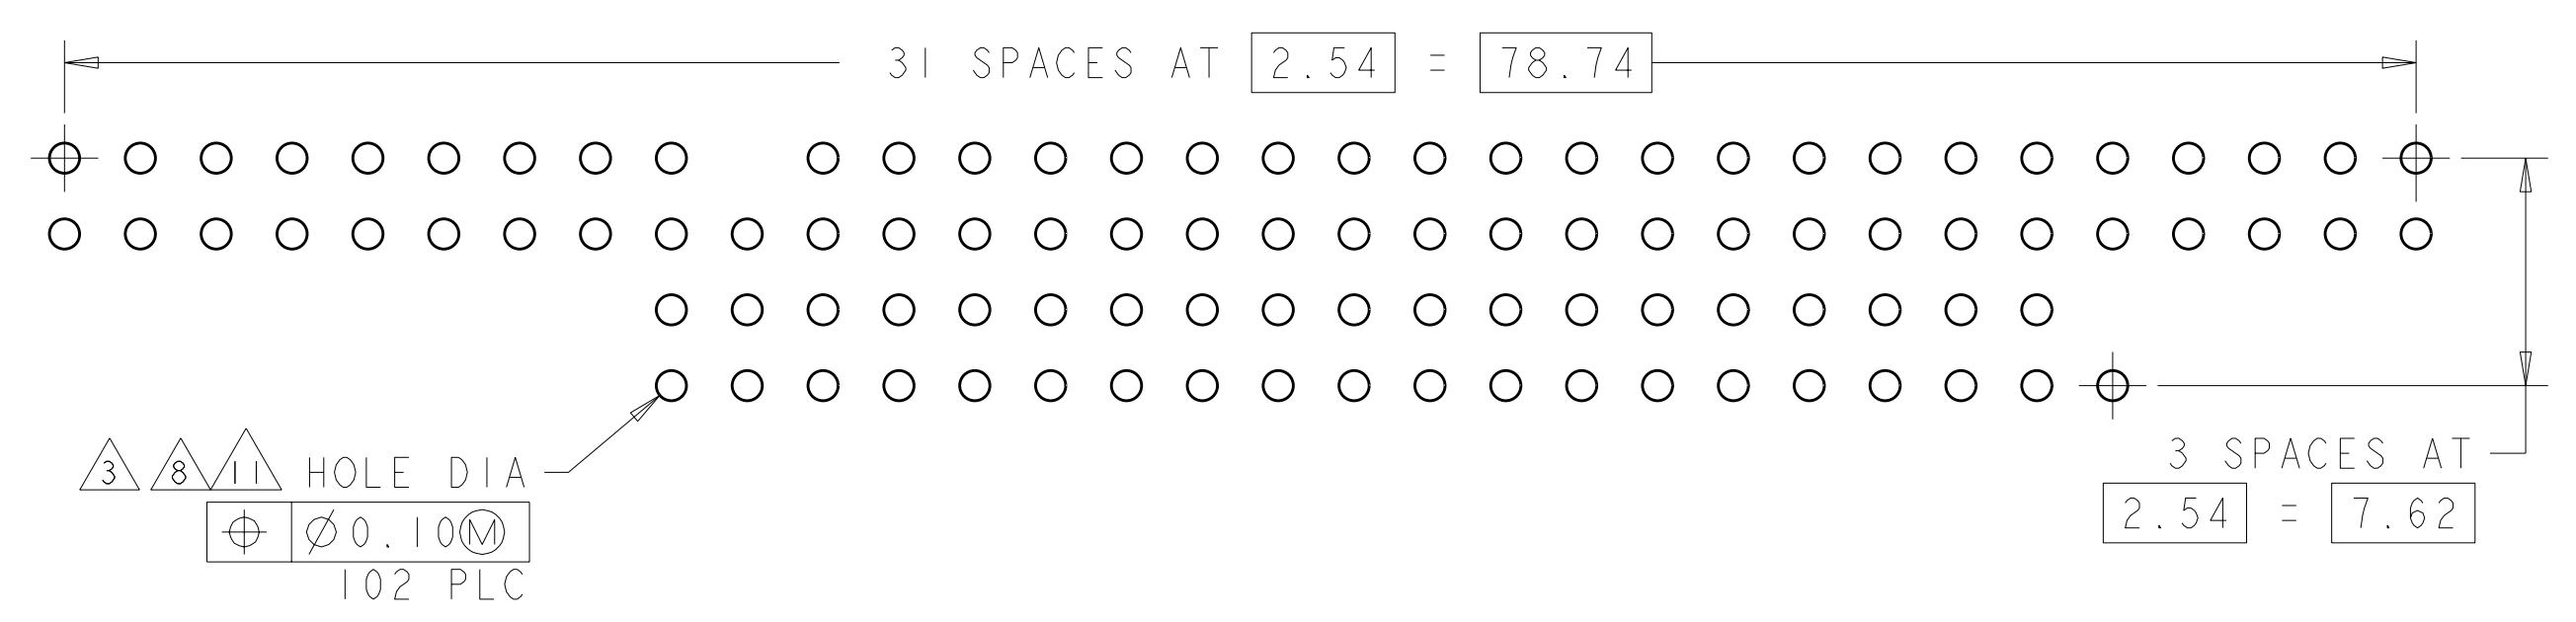 31 SPACES AT 2.54 = 78.74
3 8 11 HOLE DIA
⌖ Ø0.10Ⓜ
102 PLC
3 SPACES AT
2.54 = 7.62